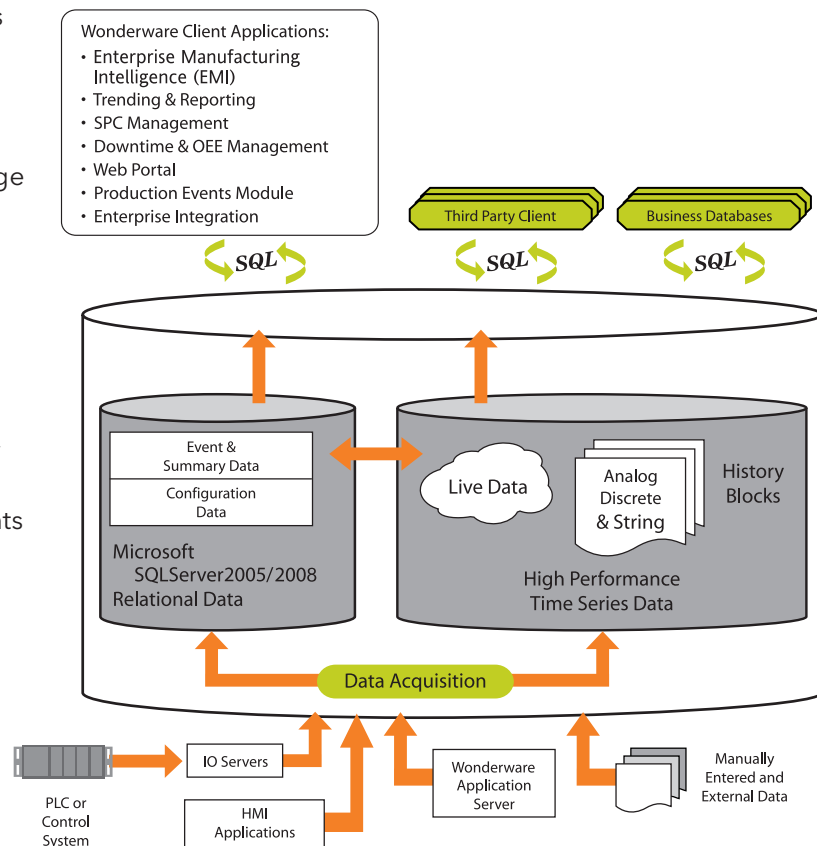 s
ge
ts
Wonderware Client Applications:
• Enterprise Manufacturing
Intelligence (EMI)
• Trending & Reporting
• SPC Management
• Downtime & OEE Management
• Web Portal
• Production Events Module
• Enterprise Integration
Third Party Client
Business Databases
SQL
SQL
SQL
Event &
Summary Data
Configuration
Data
Microsoft
SQLServer2005/2008
Relational Data
Live Data
Analog
Discrete
& String
History
Blocks
High Performance
Time Series Data
Data Acquisition
PLC or
Control
System
IO Servers
HMI
Applications
Wonderware
Application
Server
Manually
Entered and
External Data